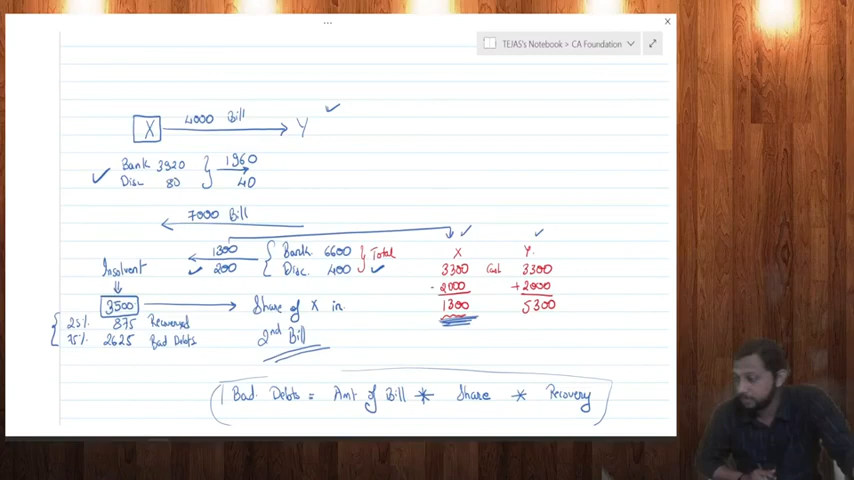 TEJAS's Notebook > CA Foundation
X 4000 Bill Y
Bank 3920 1960
Disc 80 40
7000 Bill
1300 Bank 6600 Total
200 Disc. 400
X Y.
3300 Cash 3300
- 2000 + 2000
1300 5300
Insolvent
3500 Share of X in
2nd Bill
25% 875 Recovered
75% 2625 Bad Debts
Bad Debts = Amt of Bill * Share * Recovery